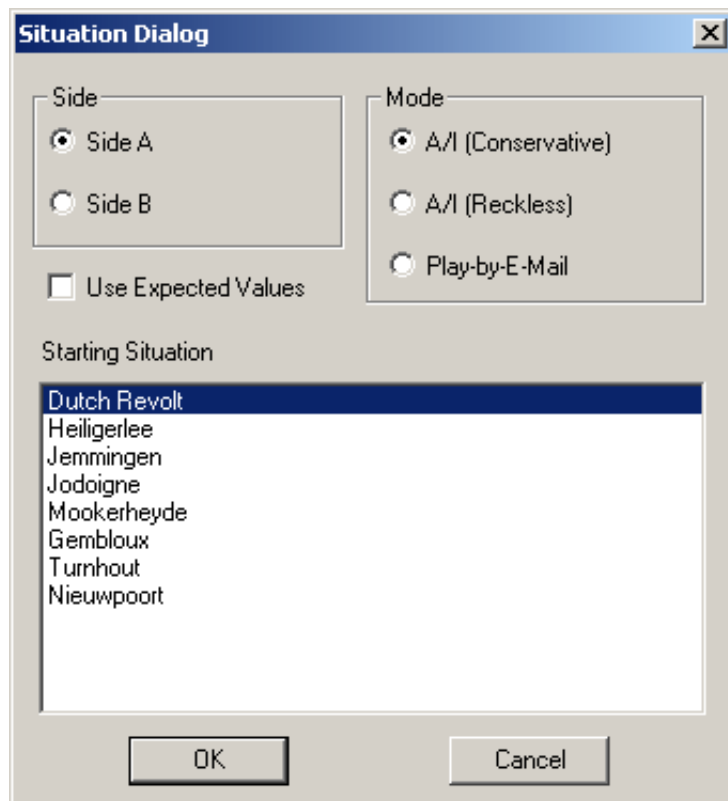 Situation Dialog
Side
Side A
Side B
Use Expected Values
Mode
A/I (Conservative)
A/I (Reckless)
Play-by-E-Mail
Starting Situation
Dutch Revolt
Heiligerlee
Jemmingen
Jodoigne
Mookerheyde
Gembloux
Turnhout
Nieuwpoort
OK
Cancel